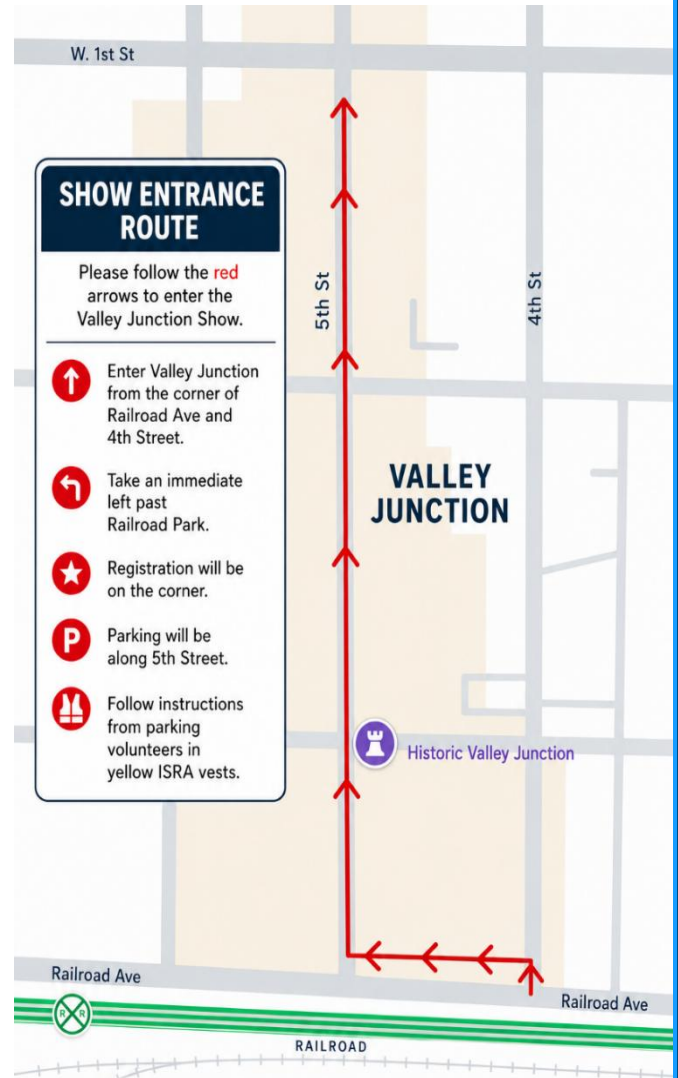 W. 1st St
SHOW ENTRANCE
ROUTE
Please follow the red
arrows to enter the
Valley Junction Show.
Enter Valley Junction
from the corner of
Railroad Ave and
4th Street.
Take an immediate
left past
Railroad Park.
Registration will be
on the corner.
P
Parking will be
along 5th Street.
Follow instructions
from parking
volunteers in
yellow ISRA vests.
5th St
4th St
VALLEY
JUNCTION
Historic Valley Junction
Railroad Ave
Railroad Ave
R R
RAILROAD